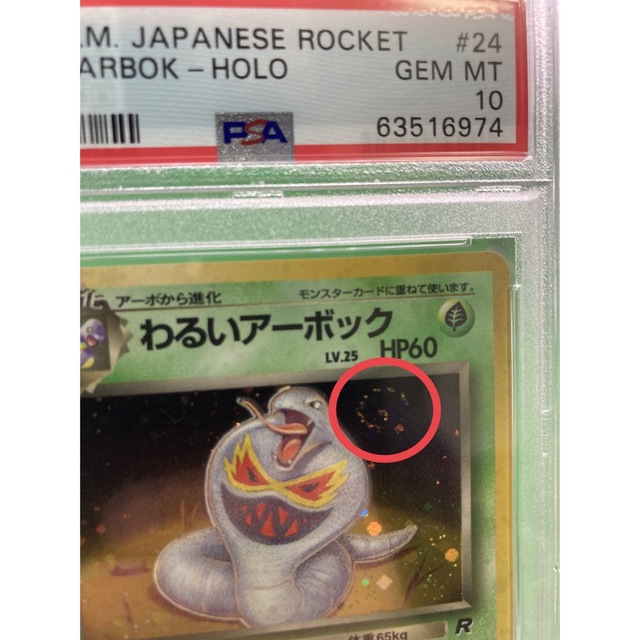 .M. JAPANESE ROCKET #24
ARBOK – HOLO GEM MT
10
PSA 63516974
化 アーボから進化 モンスターカードに重ねて使います。
わるいアーボック
LV.25 HP60
体重65kg
R